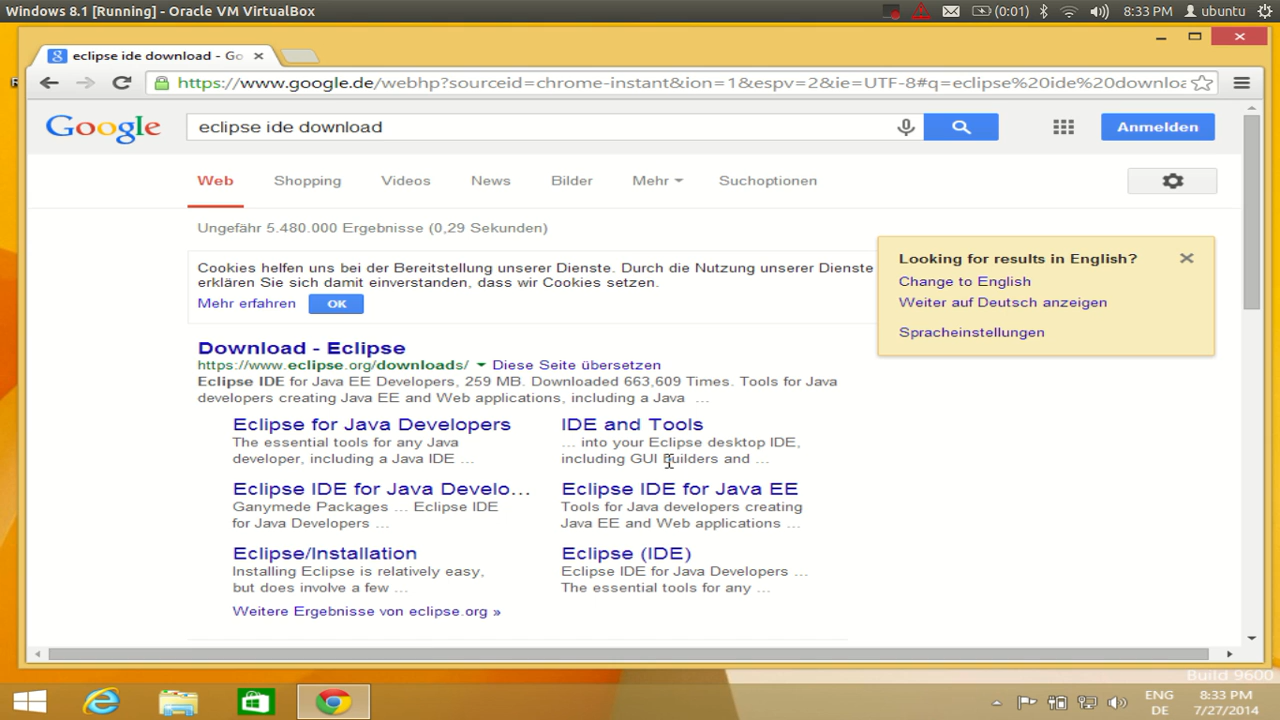 Windows 8.1 [Running] - Oracle VM VirtualBox
(0:01)
8:33 PM
ubuntu
eclipse ide download - Go
https://www.google.de/webhp?sourceid=chrome-instant&ion=1&espv=2&ie=UTF-8#q=eclipse%20ide%20downloa
Google
eclipse ide download
Anmelden
Web
Shopping
Videos
News
Bilder
Mehr
Suchoptionen
Ungefähr 5.480.000 Ergebnisse (0,29 Sekunden)
Cookies helfen uns bei der Bereitstellung unserer Dienste. Durch die Nutzung unserer Dienste
erklären Sie sich damit einverstanden, dass wir Cookies setzen.
Mehr erfahren
OK
Looking for results in English?
Change to English
Weiter auf Deutsch anzeigen
Spracheinstellungen
Download - Eclipse
https://www.eclipse.org/downloads/
Diese Seite übersetzen
Eclipse IDE for Java EE Developers, 259 MB. Downloaded 663,609 Times. Tools for Java
developers creating Java EE and Web applications, including a Java ...
Eclipse for Java Developers
The essential tools for any Java
developer, including a Java IDE ...
IDE and Tools
... into your Eclipse desktop IDE,
including GUI Builders and ...
Eclipse IDE for Java Develo...
Ganymede Packages ... Eclipse IDE
for Java Developers ...
Eclipse IDE for Java EE
Tools for Java developers creating
Java EE and Web applications ...
Eclipse/Installation
Installing Eclipse is relatively easy,
but does involve a few ...
Eclipse (IDE)
Eclipse IDE for Java Developers ...
The essential tools for any ...
Weitere Ergebnisse von eclipse.org »
Build 9600
ENG
DE
8:33 PM
7/27/2014